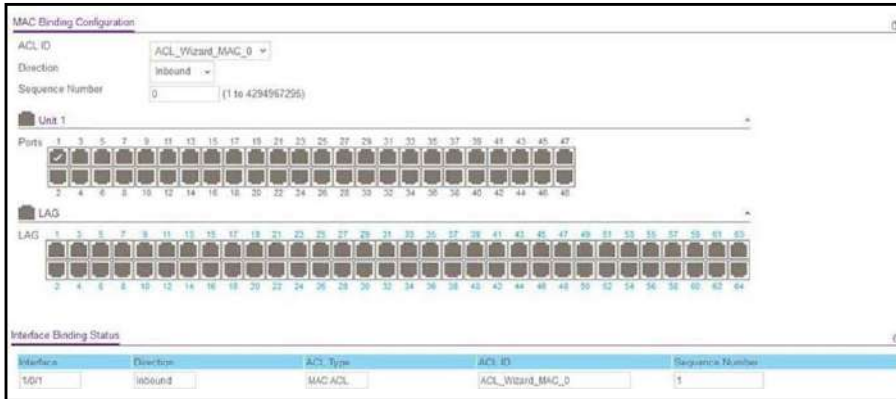 MAC Binding Configuration
ACL ID
ACL_Wizard_MAC_0
Direction
Inbound
Sequence Number
0
(1 to 4294967295)
Unit 1
Ports 1 3 5 7 9 11 13 15 17 19 21 23 25 27 29 31 33 35 37 39 41 43 45 47
2 4 6 8 10 12 14 16 18 20 22 24 26 28 30 32 34 36 38 40 42 44 46 48
LAG
LAG 1 3 5 7 9 11 13 15 17 19 21 23 25 27 29 31 33 35 37 39 41 43 45 47 49 51 53 55 57 59 61 63
2 4 6 8 10 12 14 16 18 20 22 24 26 28 30 32 34 36 38 40 42 44 46 48 50 52 54 56 58 60 62 64
Interface Binding Status
Interface Direction ACL Type ACL ID Sequence Number
1/0/1 Inbound MAC ACL ACL_Wizard_MAC_0 1